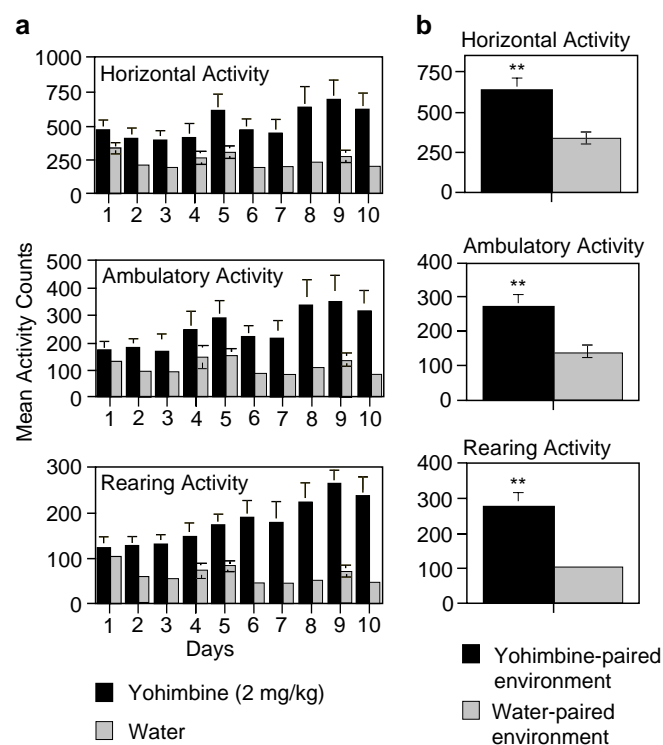 a
Mean Activity Counts
Horizontal Activity
1000
750
500
250
0
1 2 3 4 5 6 7 8 9 10
Ambulatory Activity
500
400
300
200
100
0
1 2 3 4 5 6 7 8 9 10
Rearing Activity
300
200
100
0
1 2 3 4 5 6 7 8 9 10
Days
Yohimbine (2 mg/kg)
Water
b
Horizontal Activity
750
500
250
0
**
Ambulatory Activity
400
300
200
100
0
**
Rearing Activity
400
300
200
100
0
**
Yohimbine-paired
environment
Water-paired
environment